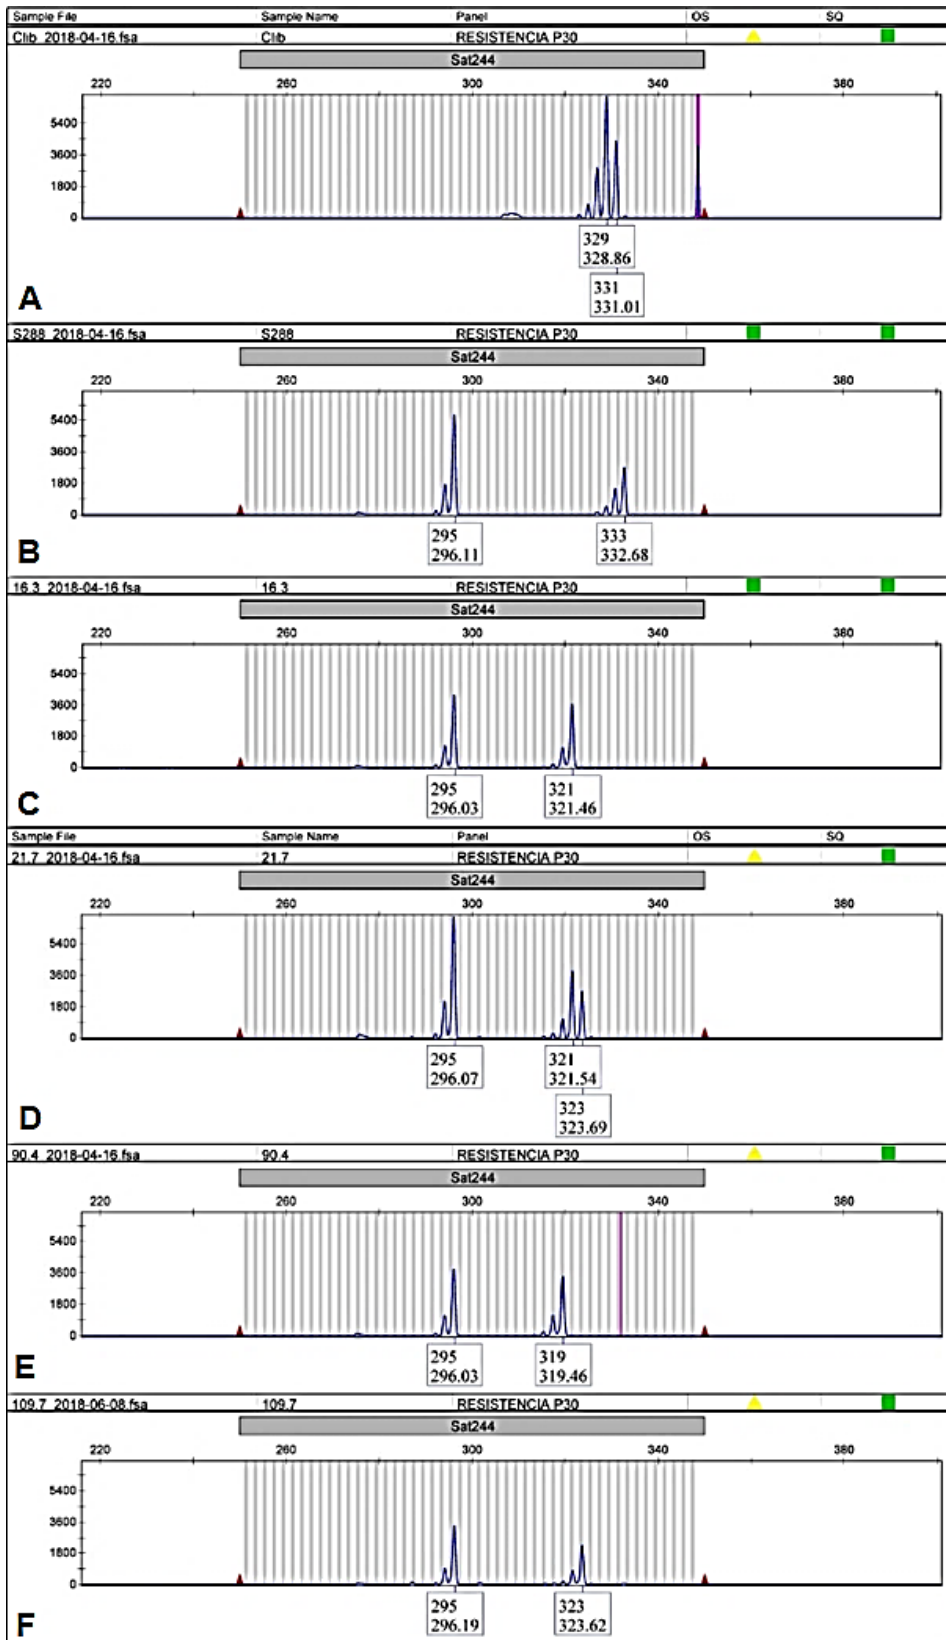 Sample File Sample Name Panel OS SQ
Clib_2018-04-16.fsa Clib RESISTENCIA P30
Sat244
220 260 300 340 380
5400
3600
1800
0
329
328.86
331
331.01
A
S288_2018-04-16.fsa S288 RESISTENCIA P30
Sat244
220 260 300 340 380
5400
3600
1800
0
295 333
296.11 332.68
B
16.3_2018-04-16.fsa 16.3 RESISTENCIA P30
Sat244
220 260 300 340 380
5400
3600
1800
0
295 321
296.03 321.46
C
Sample File Sample Name Panel OS SQ
21.7_2018-04-16.fsa 21.7 RESISTENCIA P30
Sat244
220 260 300 340 380
5400
3600
1800
0
295 321
296.07 321.54
323
323.69
D
90.4_2018-04-16.fsa 90.4 RESISTENCIA P30
Sat244
220 260 300 340 380
5400
3600
1800
0
295 319
296.03 319.46
E
109.7_2018-06-08.fsa 109.7 RESISTENCIA P30
Sat244
220 260 300 340 380
5400
3600
1800
0
295 323
296.19 323.62
F